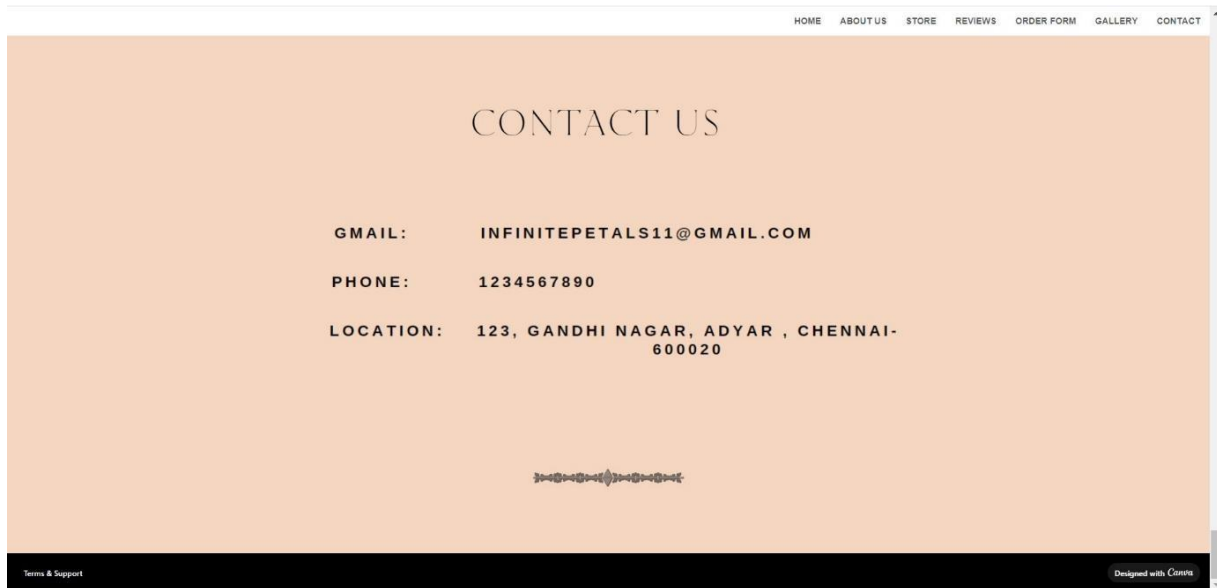 HOME ABOUT US STORE REVIEWS ORDER FORM GALLERY CONTACT
CONTACT US
GMAIL: INFINITEPETALS11@GMAIL.COM
PHONE: 1234567890
LOCATION: 123, GANDHI NAGAR, ADYAR , CHENNAI-
600020
Terms & Support
Designed with Canva